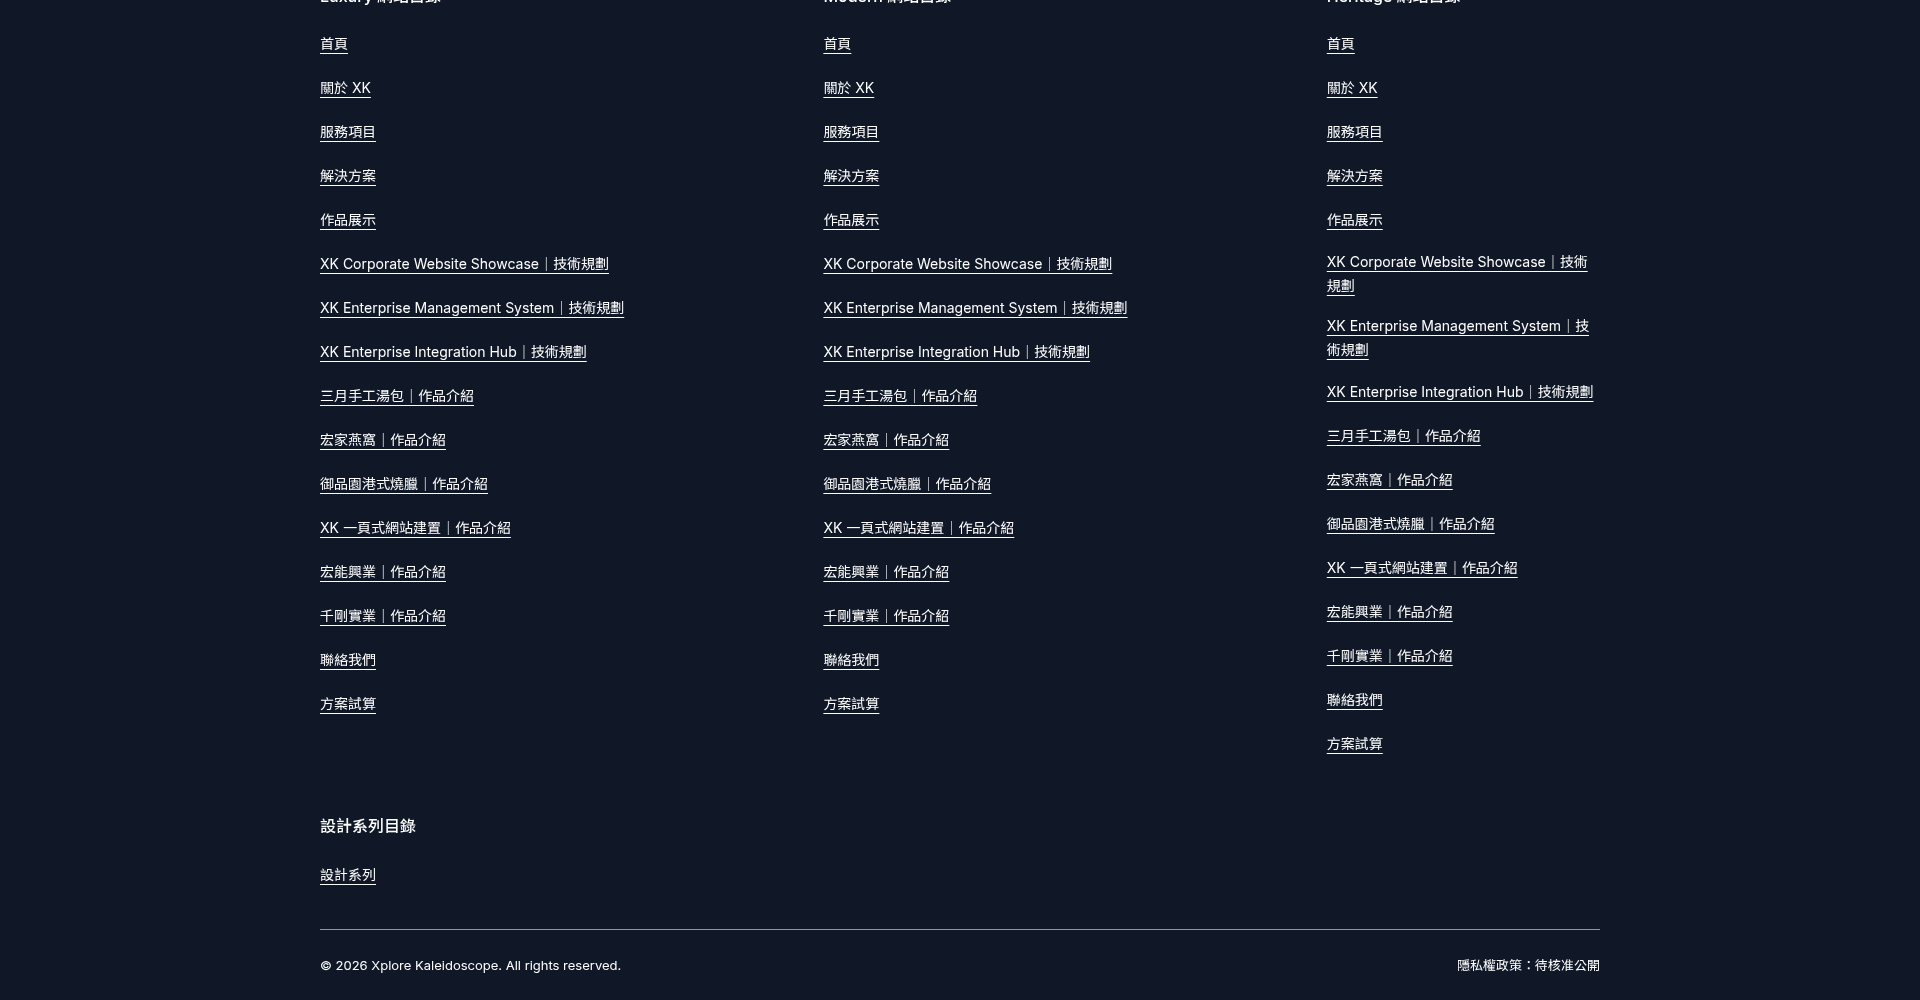 首頁
關於 XK
服務項目
解決方案
作品展示
XK Corporate Website Showcase｜技術規劃
XK Enterprise Management System｜技術規劃
XK Enterprise Integration Hub｜技術規劃
三月手工湯包｜作品介紹
宏家燕窩｜作品介紹
御品園港式燒臘｜作品介紹
XK 一頁式網站建置｜作品介紹
宏能興業｜作品介紹
千剛實業｜作品介紹
聯絡我們
方案試算
首頁
關於 XK
服務項目
解決方案
作品展示
XK Corporate Website Showcase｜技術規劃
XK Enterprise Management System｜技術規劃
XK Enterprise Integration Hub｜技術規劃
三月手工湯包｜作品介紹
宏家燕窩｜作品介紹
御品園港式燒臘｜作品介紹
XK 一頁式網站建置｜作品介紹
宏能興業｜作品介紹
千剛實業｜作品介紹
聯絡我們
方案試算
首頁
關於 XK
服務項目
解決方案
作品展示
XK Corporate Website Showcase｜技術
規劃
XK Enterprise Management System｜技
術規劃
XK Enterprise Integration Hub｜技術規劃
三月手工湯包｜作品介紹
宏家燕窩｜作品介紹
御品園港式燒臘｜作品介紹
XK 一頁式網站建置｜作品介紹
宏能興業｜作品介紹
千剛實業｜作品介紹
聯絡我們
方案試算
設計系列目錄
設計系列
© 2026 Xplore Kaleidoscope. All rights reserved.
隱私權政策：待核准公開